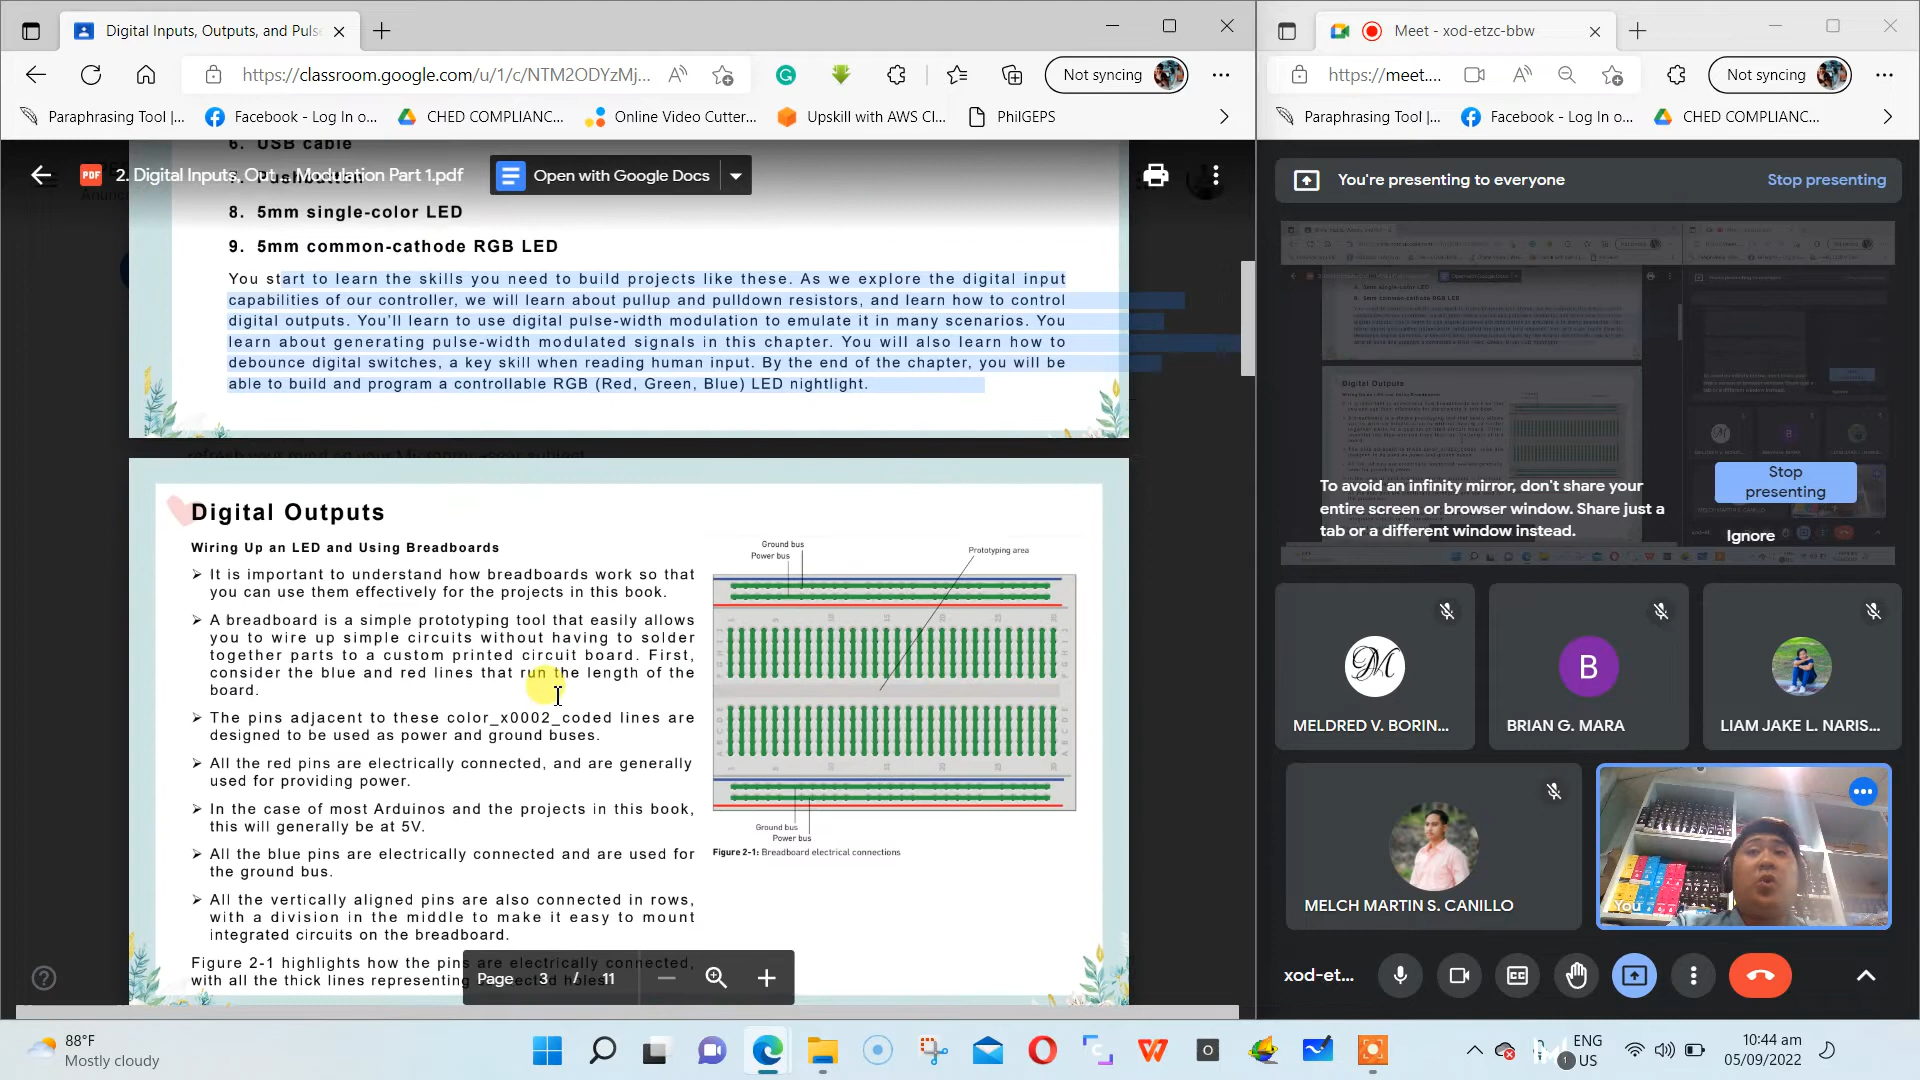 Digital Inputs, Outputs, and Puls
Meet - xod-etzc-bbw
https://classroom.google.com/u/1/c/NTM2ODYzMj...
Not syncing
https://meet....
Not syncing
Paraphrasing Tool |...
Facebook - Log In o...
CHED COMPLIANC...
Online Video Cutter...
Upskill with AWS Cl...
PhilGEPS
Paraphrasing Tool |...
Facebook - Log In o...
CHED COMPLIANC...
6. USB cable
PDF
2. Digital Inputs, Out ... Modulation Part 1.pdf
Open with Google Docs
8. 5mm single-color LED
9. 5mm common-cathode RGB LED
You start to learn the skills you need to build projects like these. As we explore the digital input
capabilities of our controller, we will learn about pullup and pulldown resistors, and learn how to control
digital outputs. You'll learn to use digital pulse-width modulation to emulate it in many scenarios. You
learn about generating pulse-width modulated signals in this chapter. You will also learn how to
debounce digital switches, a key skill when reading human input. By the end of the chapter, you will be
able to build and program a controllable RGB (Red, Green, Blue) LED nightlight.
Digital Outputs
Wiring Up an LED and Using Breadboards
➢ It is important to understand how breadboards work so that
you can use them effectively for the projects in this book.
➢ A breadboard is a simple prototyping tool that easily allows
you to wire up simple circuits without having to solder
together parts to a custom printed circuit board. First,
consider the blue and red lines that run the length of the
board.
➢ The pins adjacent to these color_x0002_coded lines are
designed to be used as power and ground buses.
➢ All the red pins are electrically connected, and are generally
used for providing power.
➢ In the case of most Arduinos and the projects in this book,
this will generally be at 5V.
➢ All the blue pins are electrically connected and are used for
the ground bus.
➢ All the vertically aligned pins are also connected in rows,
with a division in the middle to make it easy to mount
integrated circuits on the breadboard.
Figure 2-1 highlights how the pins are electrically connected,
with all the thick lines representing connected holes
Ground bus
Power bus
Prototyping area
Ground bus
Power bus
Figure 2-1: Breadboard electrical connections
Page 3 / 11
You're presenting to everyone
Stop presenting
To avoid an infinity mirror, don't share your
entire screen or browser window. Share just a
tab or a different window instead.
Stop
presenting
Ignore
MELDRED V. BORIN...
B
BRIAN G. MARA
LIAM JAKE L. NARIS...
MELCH MARTIN S. CANILLO
You
xod-et...
88°F
Mostly cloudy
ENG
US
10:44 am
05/09/2022